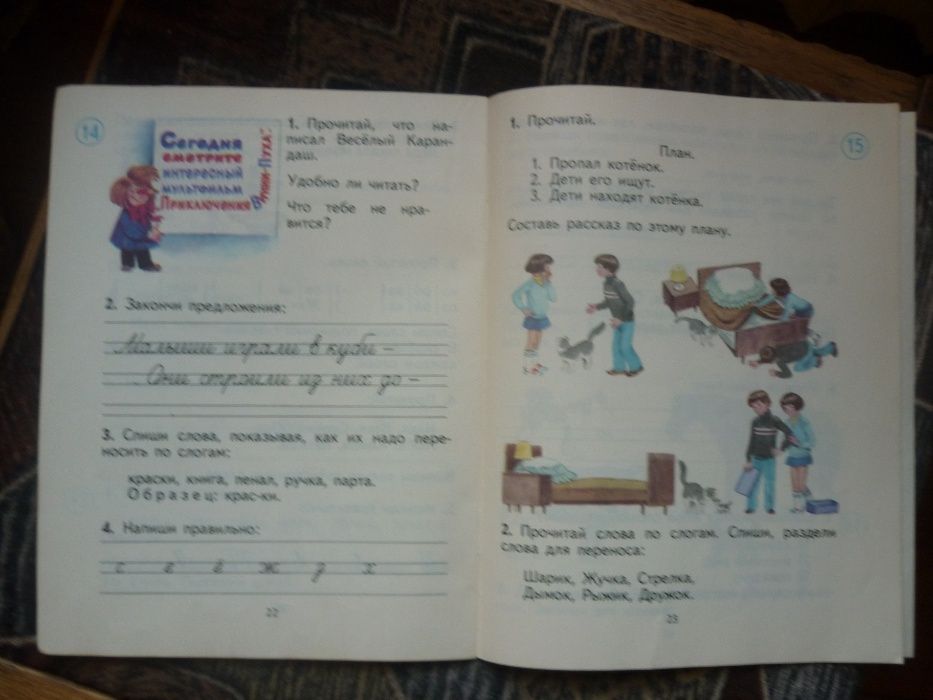 14
Сегодня
смотрите
интересный
мультфильм
Приключения
Винни-Пуха!
1. Прочитай, что на-
писал Весёлый Каран-
даш.
Удобно ли читать?
Что тебе не нра-
вится?
2. Закончи предложения:
Малыши играли в куби –
Они строили из них до –
3. Спиши слова, показывая, как их надо пере-
носить по слогам:
краски, книга, пенал, ручка, парта.
Образец: крас-ки.
4. Напиши правильно:
с е ё ж з х
22
15
1. Прочитай.
План.
1. Пропал котёнок.
2. Дети его ищут.
3. Дети находят котёнка.
Составь рассказ по этому плану.
2. Прочитай слова по слогам. Спиши, раздели
слова для переноса:
Шарик, Жучка, Стрелка,
Дымок, Рыжик, Дружок.
23